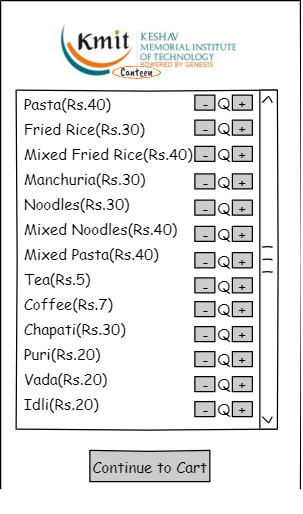 Kmit
KESHAV
MEMORIAL INSTITUTE
OF TECHNOLOGY
POWERED BY GENESIS
Canteen
Pasta(Rs.40) - Q +
Fried Rice(Rs.30) - Q +
Mixed Fried Rice(Rs.40) - Q +
Manchuria(Rs.30) - Q +
Noodles(Rs.30) - Q +
Mixed Noodles(Rs.40) - Q +
Mixed Pasta(Rs.40) - Q +
Tea(Rs.5) - Q +
Coffee(Rs.7) - Q +
Chapati(Rs.30) - Q +
Puri(Rs.20) - Q +
Vada(Rs.20) - Q +
Idli(Rs.20) - Q +
Continue to Cart